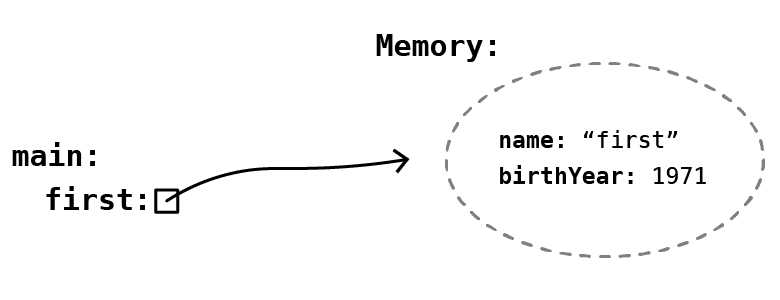 Memory:
name: “first”
birthYear: 1971
main:
first: